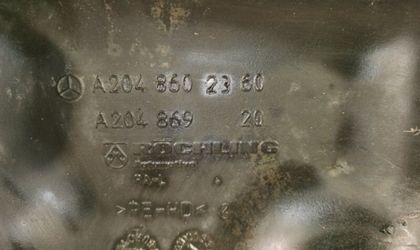 A204 860 23 60
A204 869 20
RÖCHLING
>PE-HD<